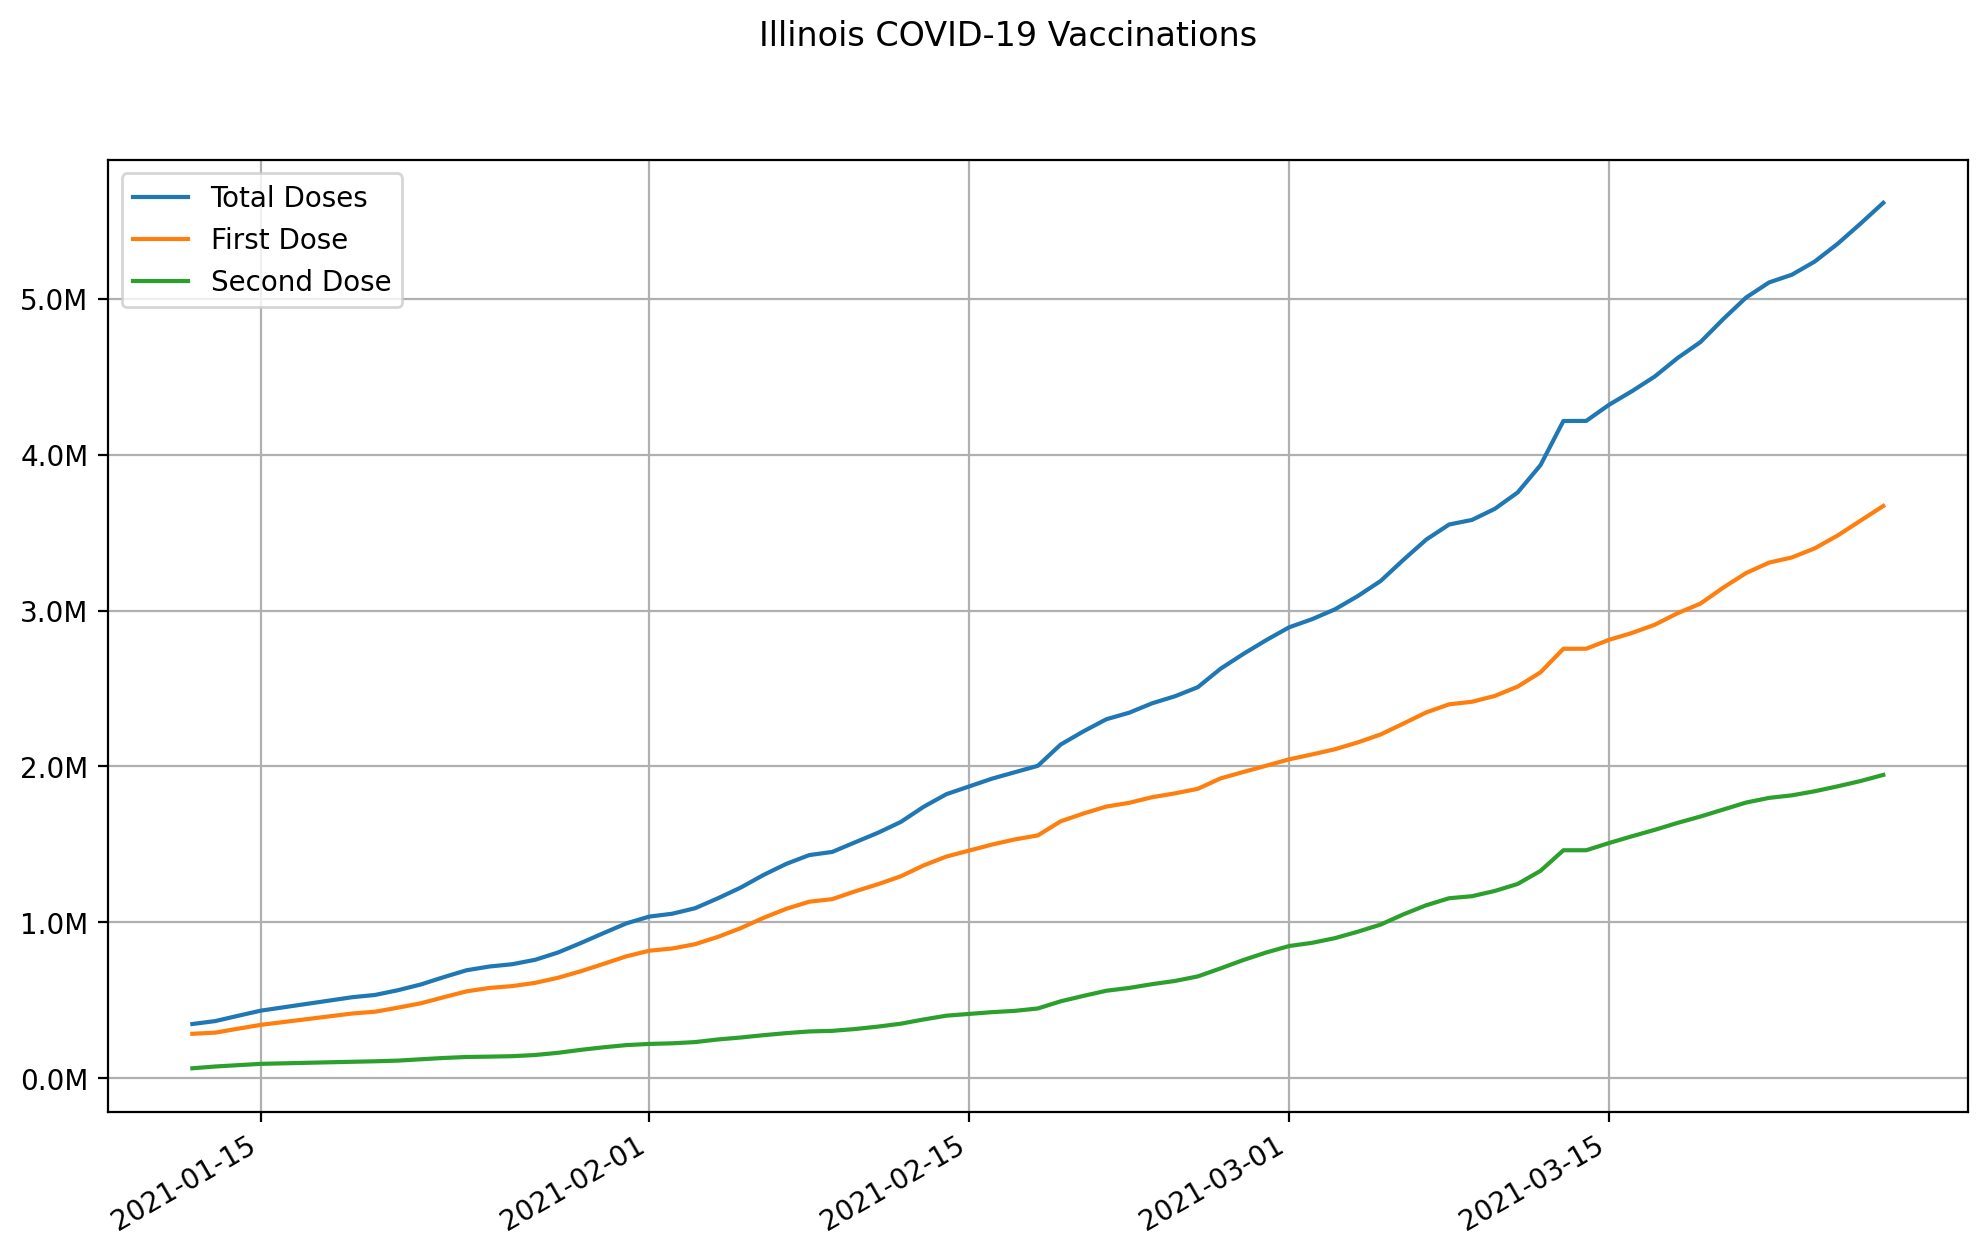 Illinois COVID-19 Vaccinations
Total Doses
First Dose
Second Dose
5.0M
4.0M
3.0M
2.0M
1.0M
0.0M
2021-01-15
2021-02-01
2021-02-15
2021-03-01
2021-03-15